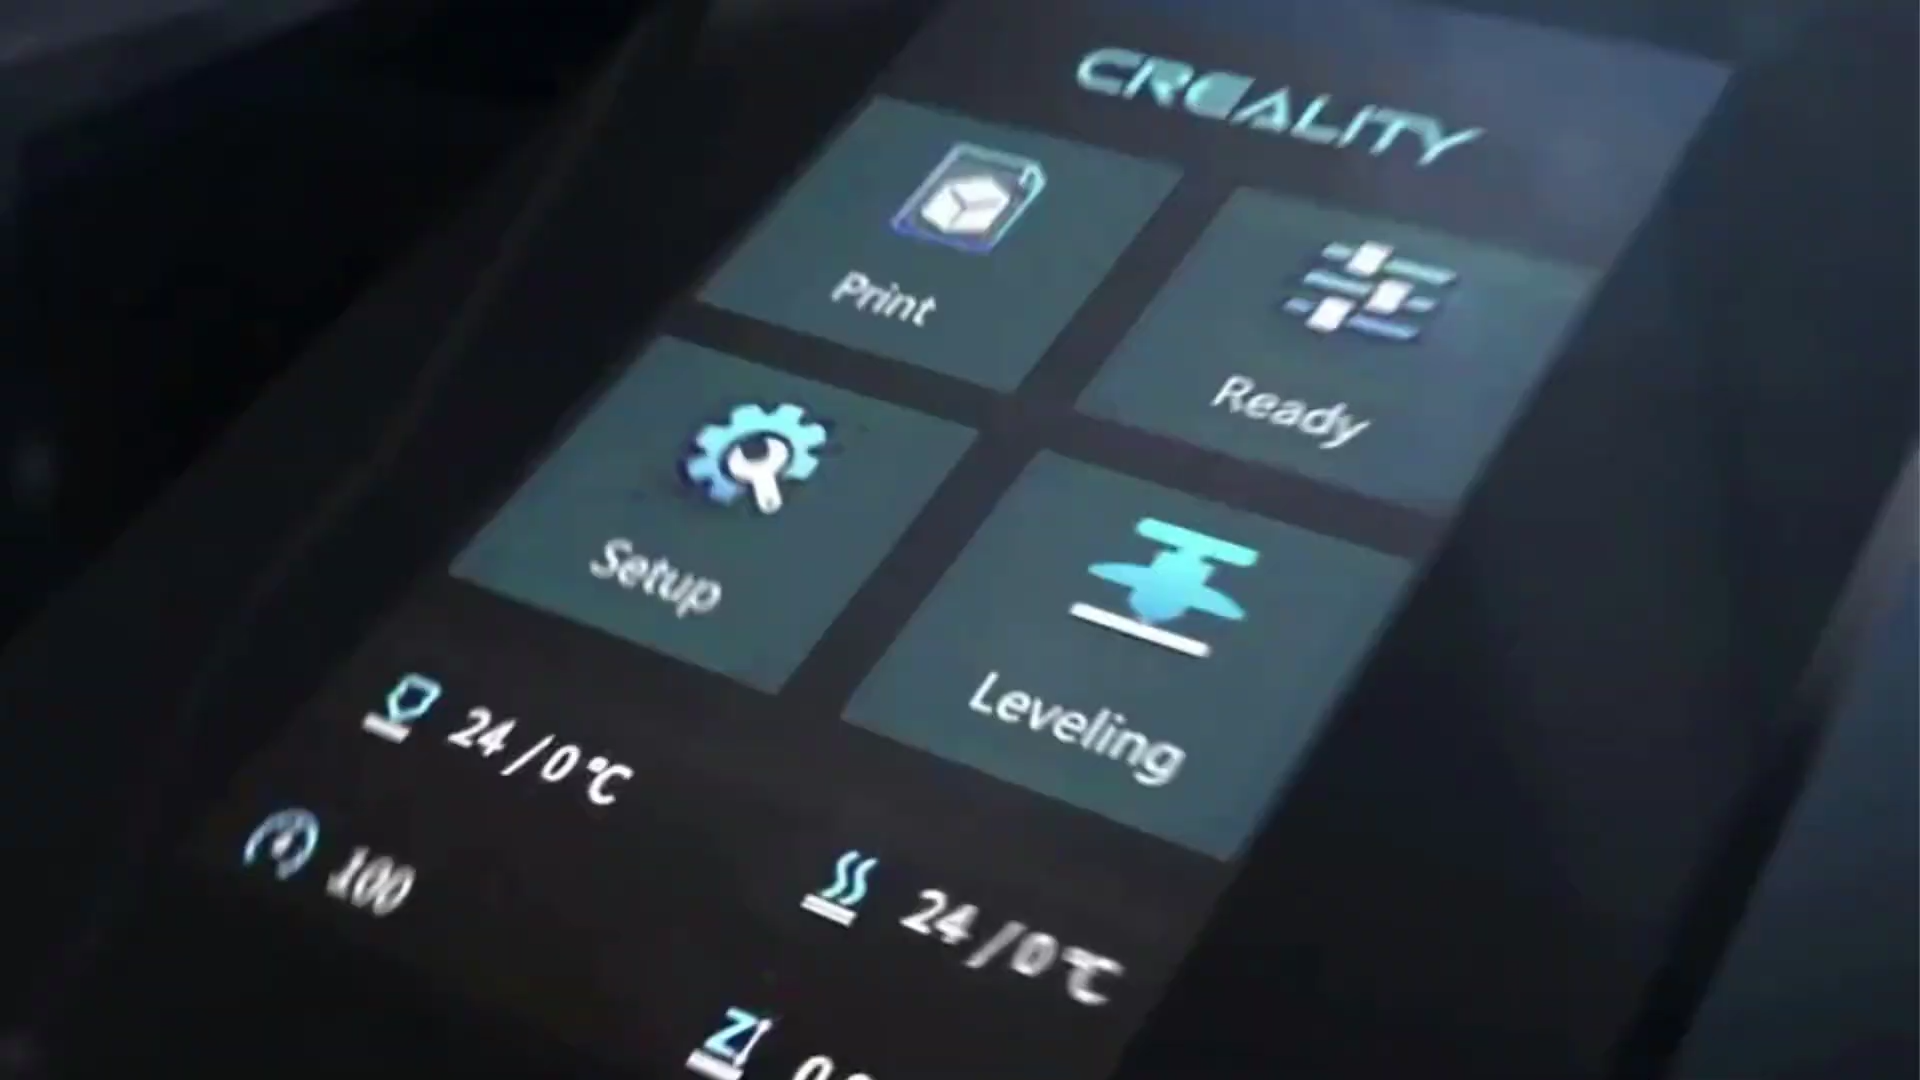 CREALITY
Print
Ready
Setup
Leveling
24 / 0 °C
100
24 / 0 ℃